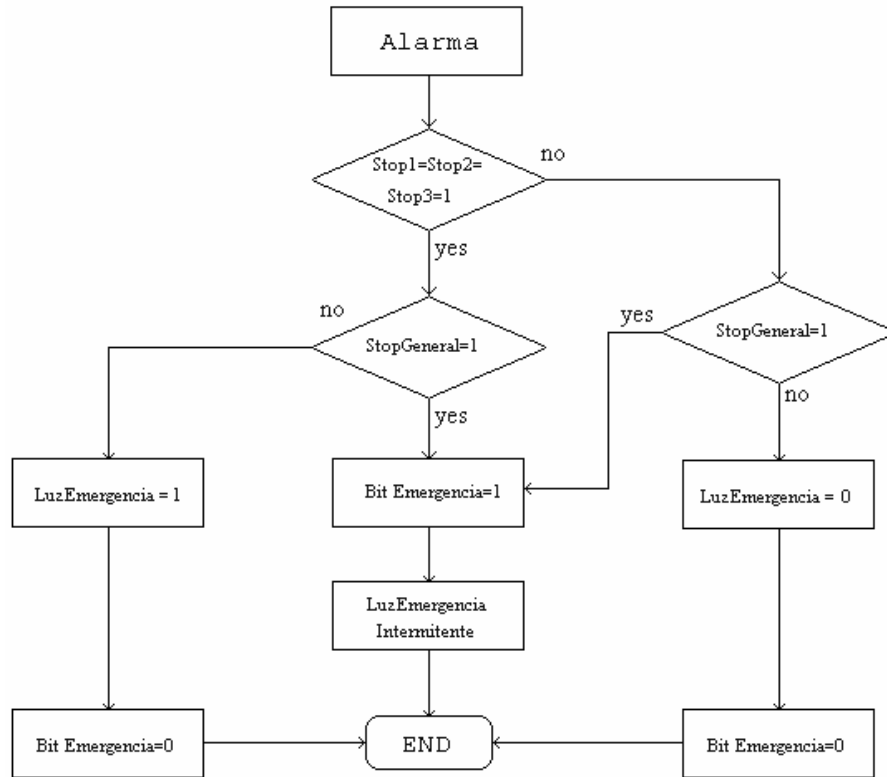 Alarma
Stop1=Stop2=
Stop3=1
no
yes
no
StopGeneral=1
yes
yes
StopGeneral=1
no
LuzEmergencia = 1
Bit Emergencia=1
LuzEmergencia = 0
LuzEmergencia
Intermitente
Bit Emergencia=0
END
Bit Emergencia=0